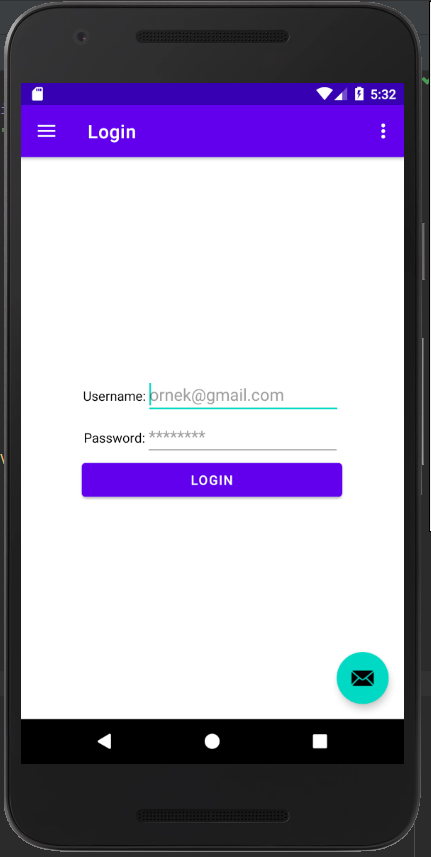 5:32
Login
Username: ornek@gmail.com
Password: ********
LOGIN